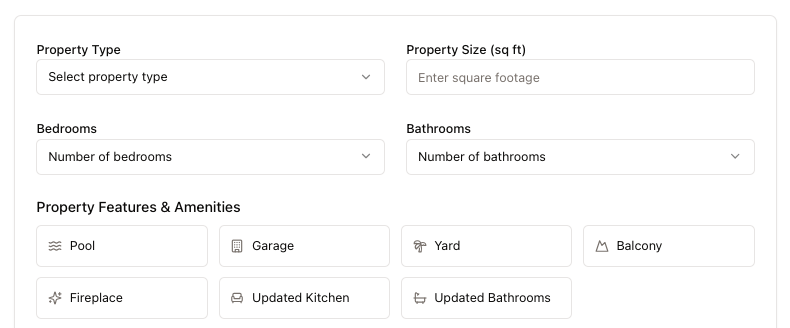 Property Type
Property Size (sq ft)
Select property type
Enter square footage
Bedrooms
Bathrooms
Number of bedrooms
Number of bathrooms
Property Features & Amenities
Pool
Garage
Yard
Balcony
Fireplace
Updated Kitchen
Updated Bathrooms